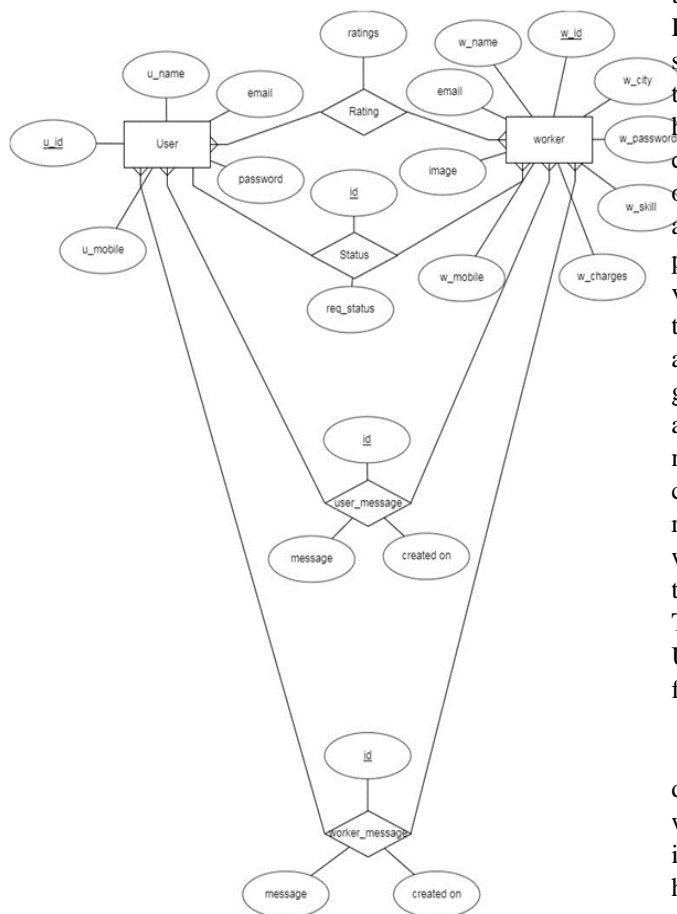 ratings
w_name
w_id
u_name
email
email
w_city
Rating
u_id
User
worker
w_password
password
image
id
w_skill
u_mobile
Status
w_mobile
w_charges
req_status
id
user_message
message
created on
id
worker_message
message
created on